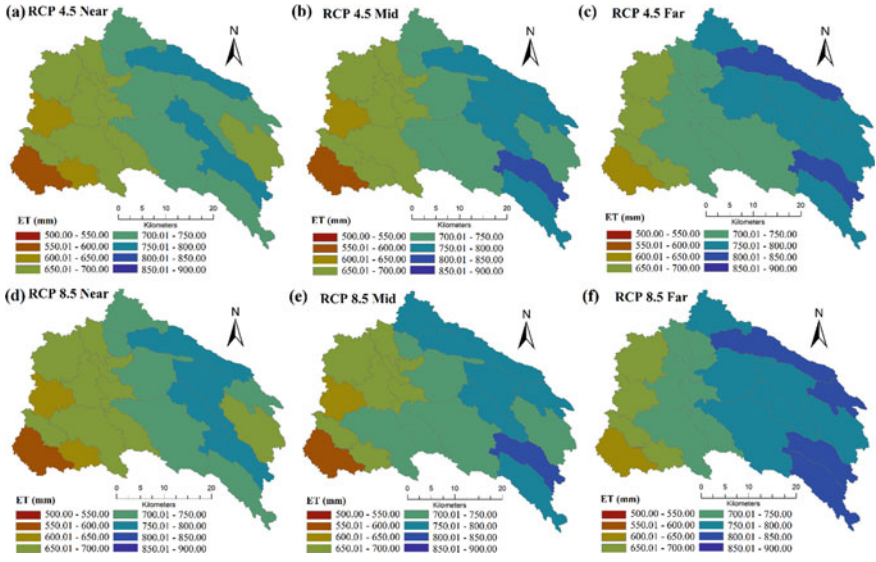 (a) RCP 4.5 Near
N
0 5 10 20
Kilometers
ET (mm)
500.00 - 550.00 700.01 - 750.00
550.01 - 600.00 750.01 - 800.00
600.01 - 650.00 800.01 - 850.00
650.01 - 700.00 850.01 - 900.00
(b) RCP 4.5 Mid
N
0 5 10 20
Kilometers
ET (mm)
500.00 - 550.00 700.01 - 750.00
550.01 - 600.00 750.01 - 800.00
600.01 - 650.00 800.01 - 850.00
650.01 - 700.00 850.01 - 900.00
(c) RCP 4.5 Far
N
0 5 10 20
Kilometers
ET (mm)
500.00 - 550.00 700.01 - 750.00
550.01 - 600.00 750.01 - 800.00
600.01 - 650.00 800.01 - 850.00
650.01 - 700.00 850.01 - 900.00
(d) RCP 8.5 Near
N
0 5 10 20
Kilometers
ET (mm)
500.00 - 550.00 700.01 - 750.00
550.01 - 600.00 750.01 - 800.00
600.01 - 650.00 800.01 - 850.00
650.01 - 700.00 850.01 - 900.00
(e) RCP 8.5 Mid
N
0 5 10 20
Kilometers
ET (mm)
500.00 - 550.00 700.01 - 750.00
550.01 - 600.00 750.01 - 800.00
600.01 - 650.00 800.01 - 850.00
650.01 - 700.00 850.01 - 900.00
(f) RCP 8.5 Far
N
0 5 10 20
Kilometers
ET (mm)
500.00 - 550.00 700.01 - 750.00
550.01 - 600.00 750.01 - 800.00
600.01 - 650.00 800.01 - 850.00
650.01 - 700.00 850.01 - 900.00